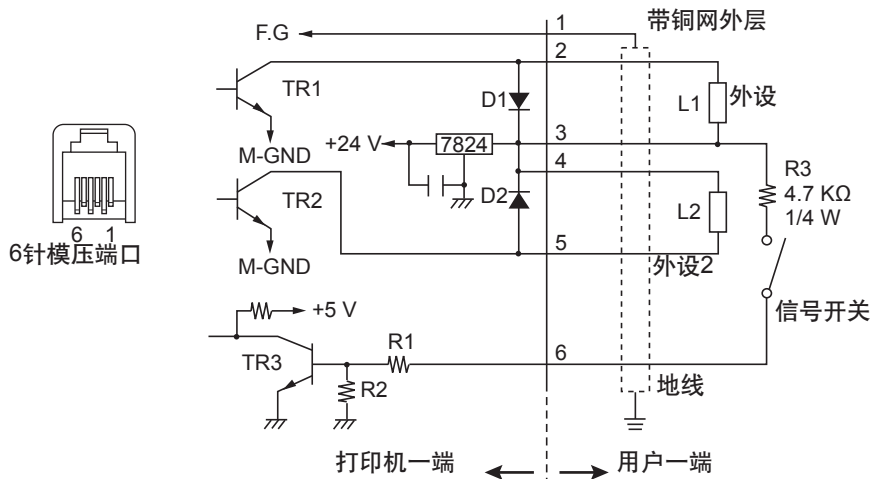 带铜网外层
F.G
1
2
TR1
D1
L1
外设
M-GND
+24 V
7824
3
4
R3
4.7 KΩ
1/4 W
TR2
D2
L2
6 1
6针模压端口
M-GND
5
外设2
+5 V
信号开关
TR3
R1
R2
6
地线
打印机一端
用户一端